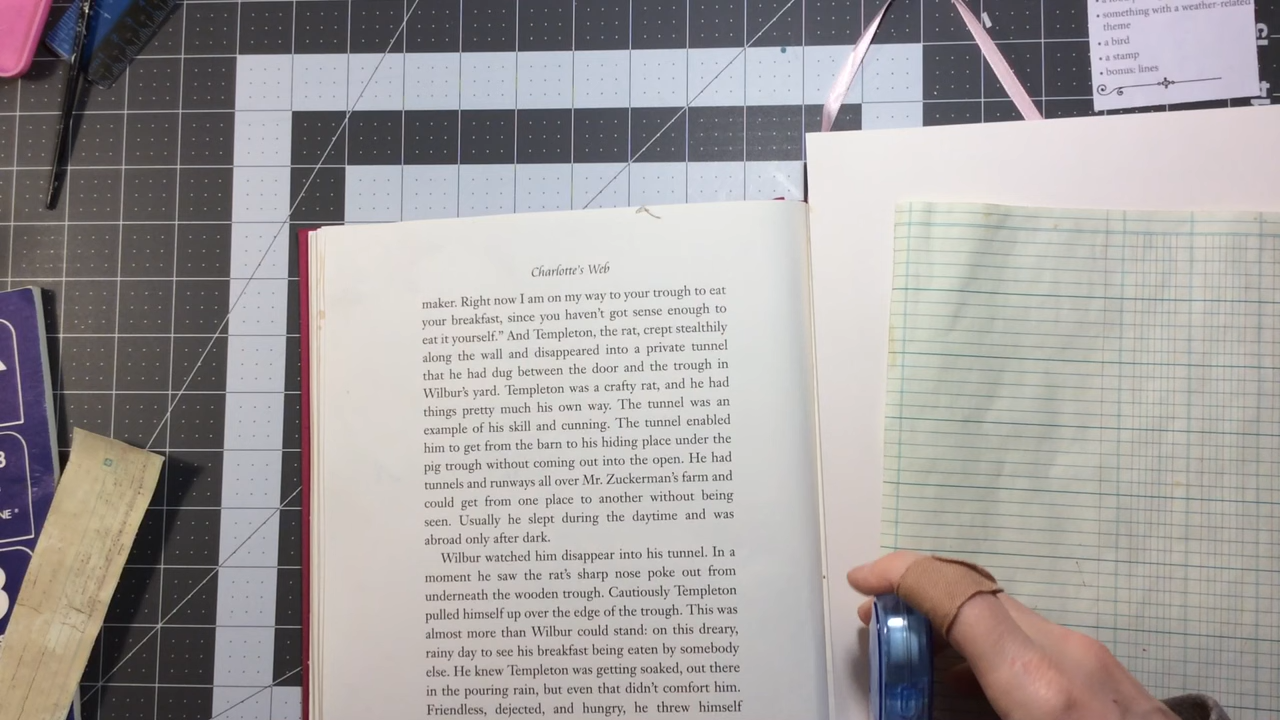 • something with a weather-related
theme
• a bird
• a stamp
• bonus: lines
Charlotte's Web
maker. Right now I am on my way to your trough to eat
your breakfast, since you haven't got sense enough to
eat it yourself." And Templeton, the rat, crept stealthily
along the wall and disappeared into a private tunnel
that he had dug between the door and the trough in
Wilbur's yard. Templeton was a crafty rat, and he had
things pretty much his own way. The tunnel was an
example of his skill and cunning. The tunnel enabled
him to get from the barn to his hiding place under the
pig trough without coming out into the open. He had
tunnels and runways all over Mr. Zuckerman's farm and
could get from one place to another without being
seen. Usually he slept during the daytime and was
abroad only after dark.
Wilbur watched him disappear into his tunnel. In a
moment he saw the rat's sharp nose poke out from
underneath the wooden trough. Cautiously Templeton
pulled himself up over the edge of the trough. This was
almost more than Wilbur could stand: on this dreary,
rainy day to see his breakfast being eaten by somebody
else. He knew Templeton was getting soaked, out there
in the pouring rain, but even that didn't comfort him.
Friendless, dejected, and hungry, he threw himself